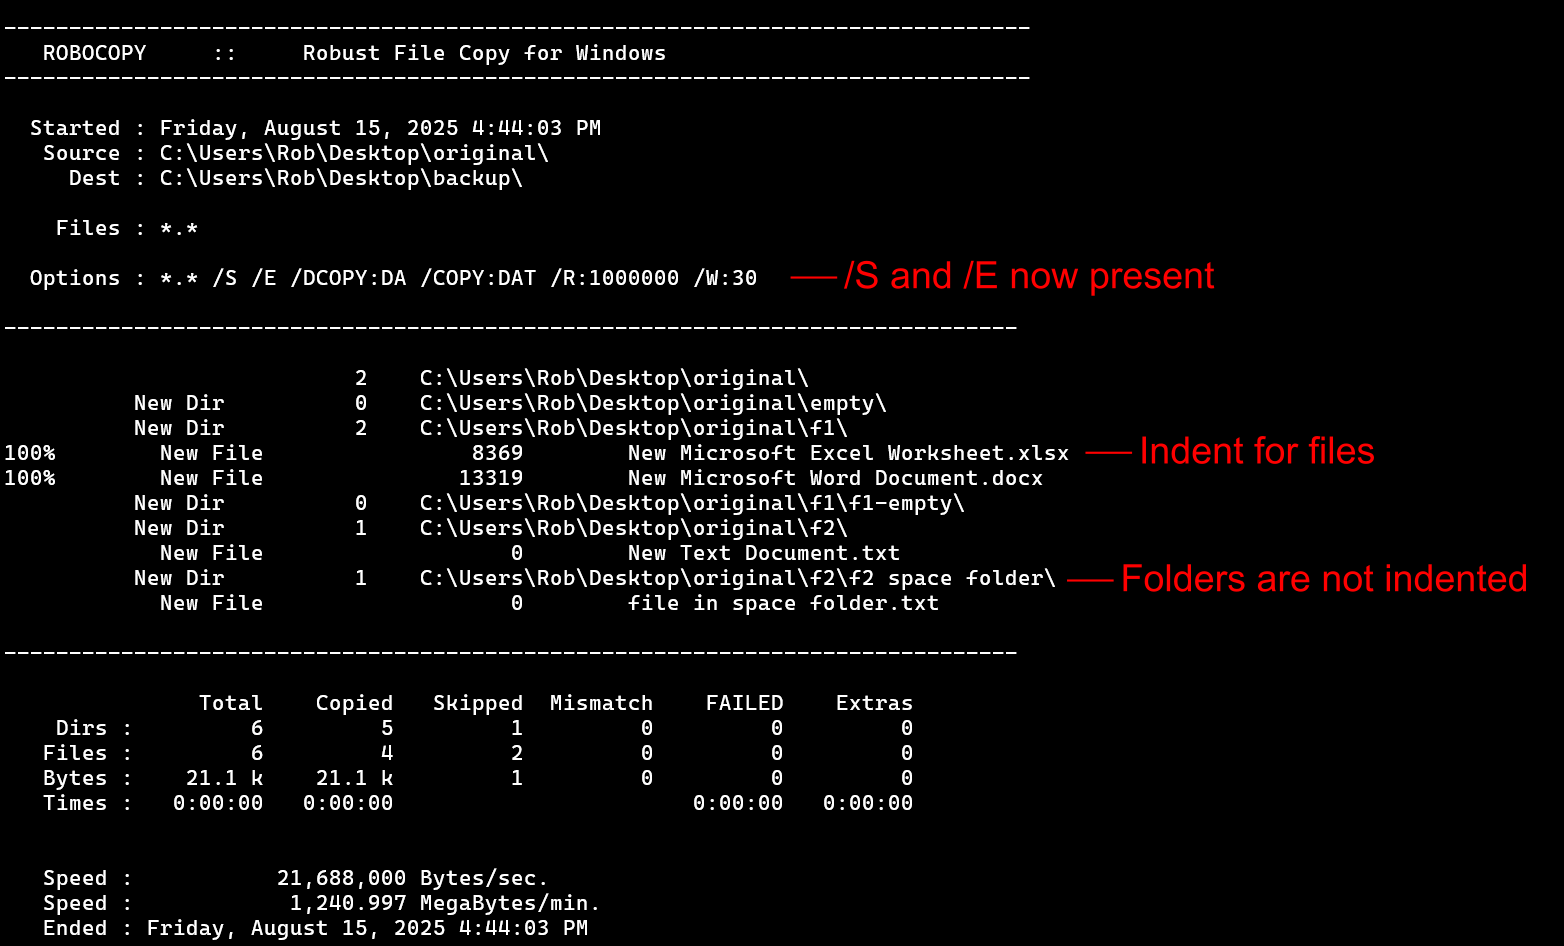 -------------------------------------------------------------------------------
   ROBOCOPY     ::     Robust File Copy for Windows
-------------------------------------------------------------------------------

  Started : Friday, August 15, 2025 4:44:03 PM
   Source : C:\Users\Rob\Desktop\original\
     Dest : C:\Users\Rob\Desktop\backup\

    Files : *.*

  Options : *.* /S /E /DCOPY:DA /COPY:DAT /R:1000000 /W:30 /S and /E now present

------------------------------------------------------------------------------

                           2    C:\Users\Rob\Desktop\original\
          New Dir          0    C:\Users\Rob\Desktop\original\empty\
          New Dir          2    C:\Users\Rob\Desktop\original\f1\
100%        New File                8369        New Microsoft Excel Worksheet.xlsx Indent for files
100%        New File               13319        New Microsoft Word Document.docx
          New Dir          0    C:\Users\Rob\Desktop\original\f1\f1-empty\
          New Dir          1    C:\Users\Rob\Desktop\original\f2\
            New File                   0        New Text Document.txt
          New Dir          1    C:\Users\Rob\Desktop\original\f2\f2 space folder\ Folders are not indented
            New File                   0        file in space folder.txt

------------------------------------------------------------------------------

               Total    Copied   Skipped  Mismatch    FAILED    Extras
    Dirs :         6         5         1         0         0         0
   Files :         6         4         2         0         0         0
   Bytes :    21.1 k    21.1 k         1         0         0         0
   Times :   0:00:00   0:00:00                       0:00:00   0:00:00


   Speed :           21,688,000 Bytes/sec.
   Speed :            1,240.997 MegaBytes/min.
   Ended : Friday, August 15, 2025 4:44:03 PM